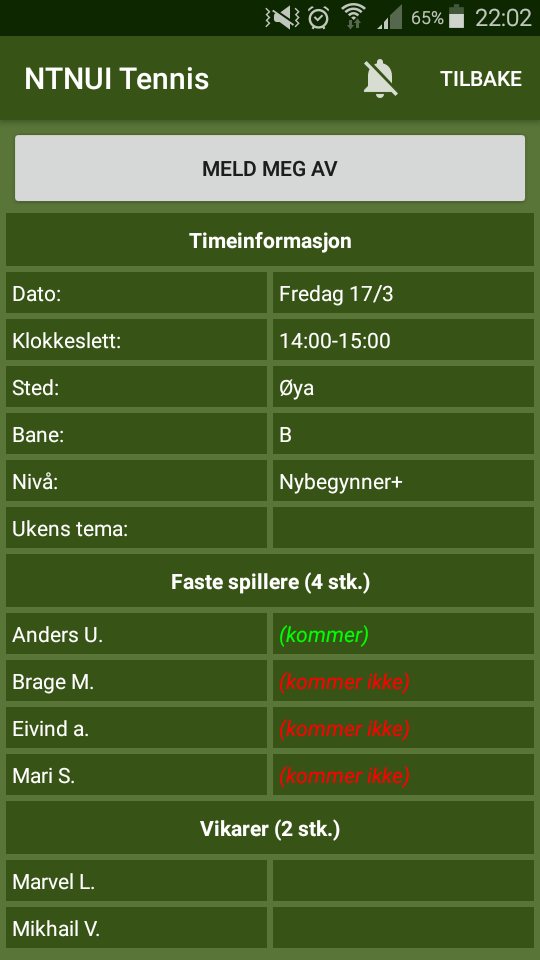 65% 22:02
NTNUI Tennis TILBAKE
MELD MEG AV
Timeinformasjon
Dato: Fredag 17/3
Klokkeslett: 14:00-15:00
Sted: Øya
Bane: B
Nivå: Nybegynner+
Ukens tema:
Faste spillere (4 stk.)
Anders U. (kommer)
Brage M. (kommer ikke)
Eivind a. (kommer ikke)
Mari S. (kommer ikke)
Vikarer (2 stk.)
Marvel L.
Mikhail V.